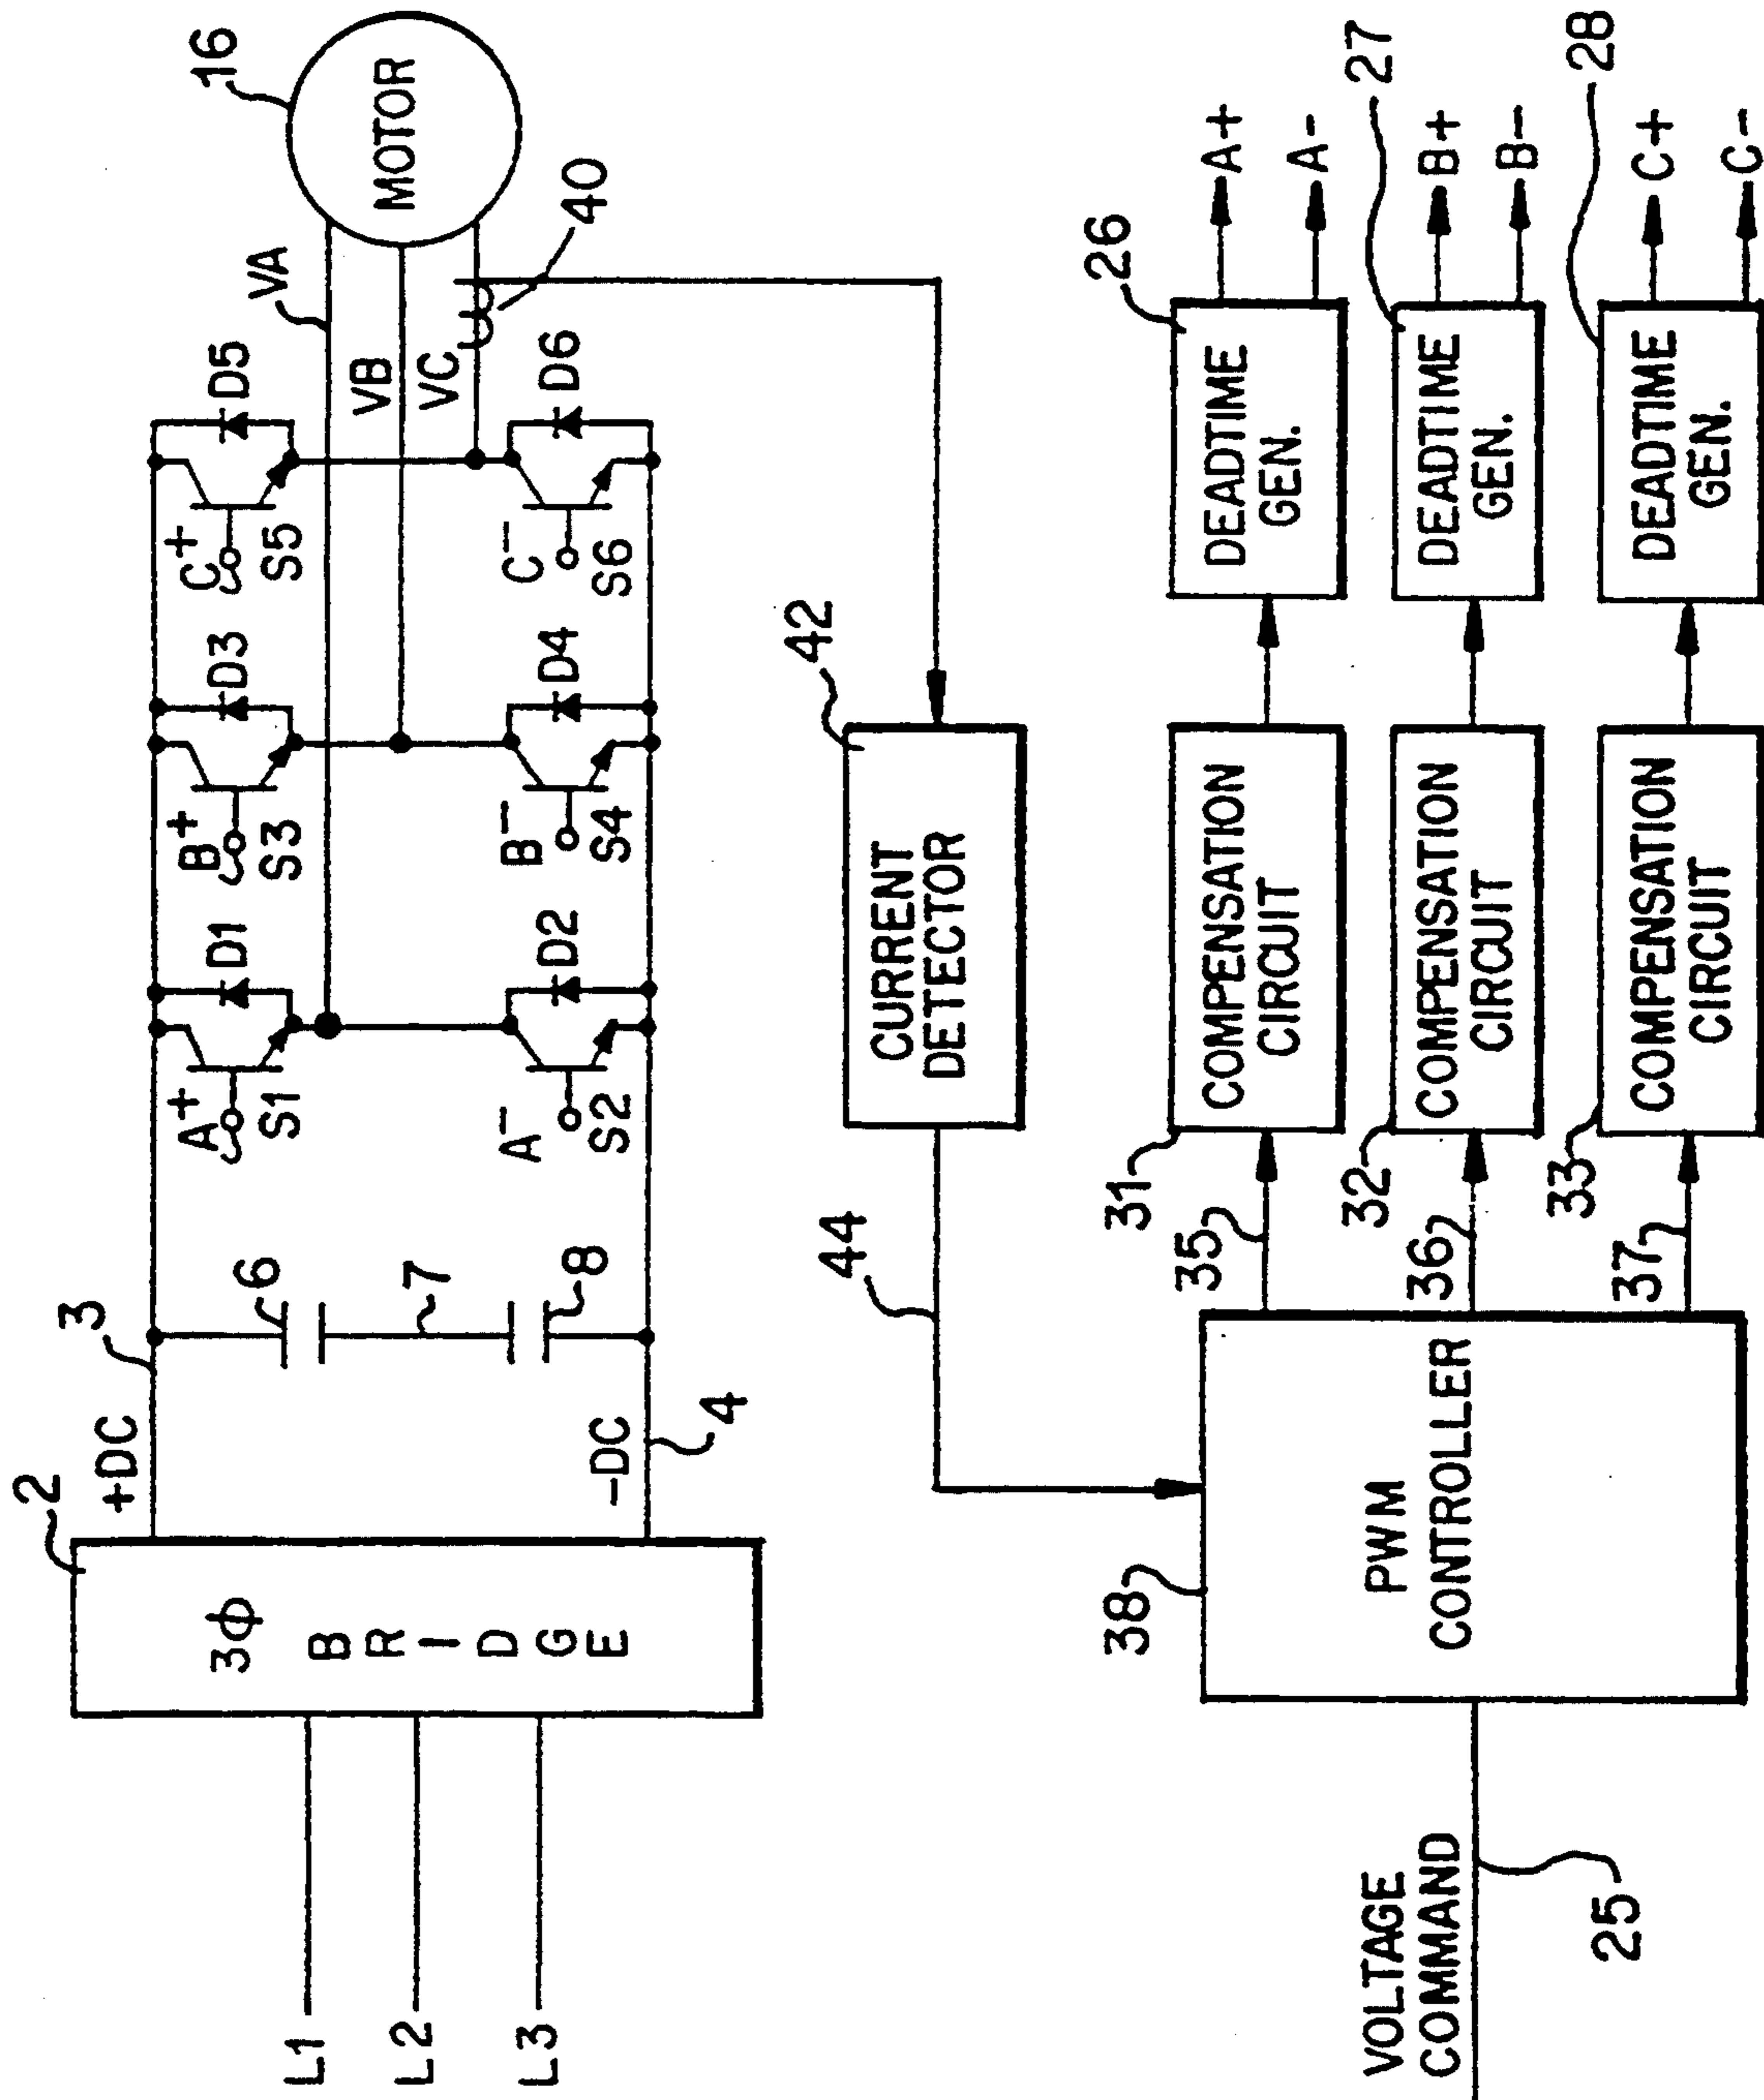 2
3Φ
BRIDGE
L1
L2
L3
+DC
3
-DC
4
6
7
8
A+
S1
D1
A-
S2
D2
B+
S3
D3
B-
S4
D4
C+
S5
D5
C-
S6
D6
VA
VB
VC
MOTOR
16
40
42
CURRENT
DETECTOR
44
VOLTAGE
COMMAND
25
38
PWM
CONTROLLER
35
36
37
31
COMPENSATION
CIRCUIT
32
COMPENSATION
CIRCUIT
33
COMPENSATION
CIRCUIT
26
DEADTIME
GEN.
27
DEADTIME
GEN.
28
DEADTIME
GEN.
A+
A-
B+
B-
C+
C-